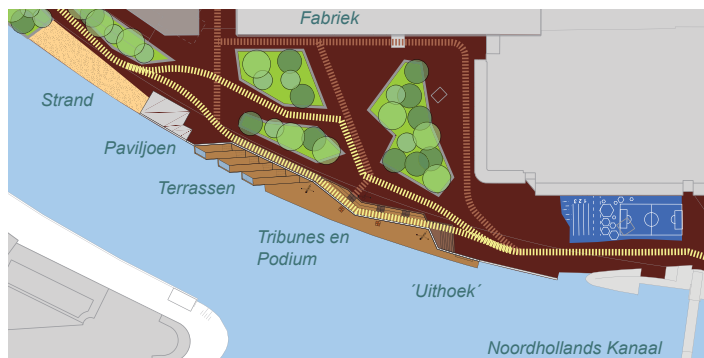 Fabriek
Strand
Paviljoen
Terrassen
Tribunes en
Podium
´Uithoek´
Noordhollands Kanaal